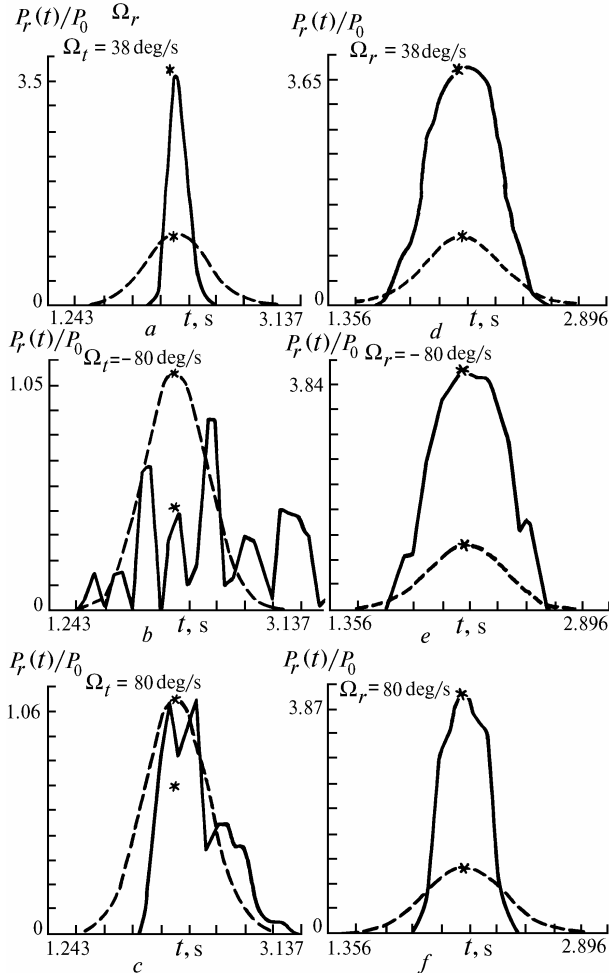 P_r(t)/P_0 Ω_r P_r(t)/P_0
Ω_t = 38 deg/s Ω_r = 38 deg/s
3.5 3.65
0 0
1.243 a t, s 3.137 1.356 d t, s 2.896
P_r(t)/P_0 P_r(t)/P_0
Ω_t=−80 deg/s Ω_r=−80 deg/s
1.05 3.84
0 0
1.243 b t, s 3.137 1.356 e t, s 2.896
P_r(t)/P_0 P_r(t)/P_0
Ω_t = 80 deg/s Ω_r= 80 deg/s
1.06 3.87
0 0
1.243 c t, s 3.137 1.356 f t, s 2.896